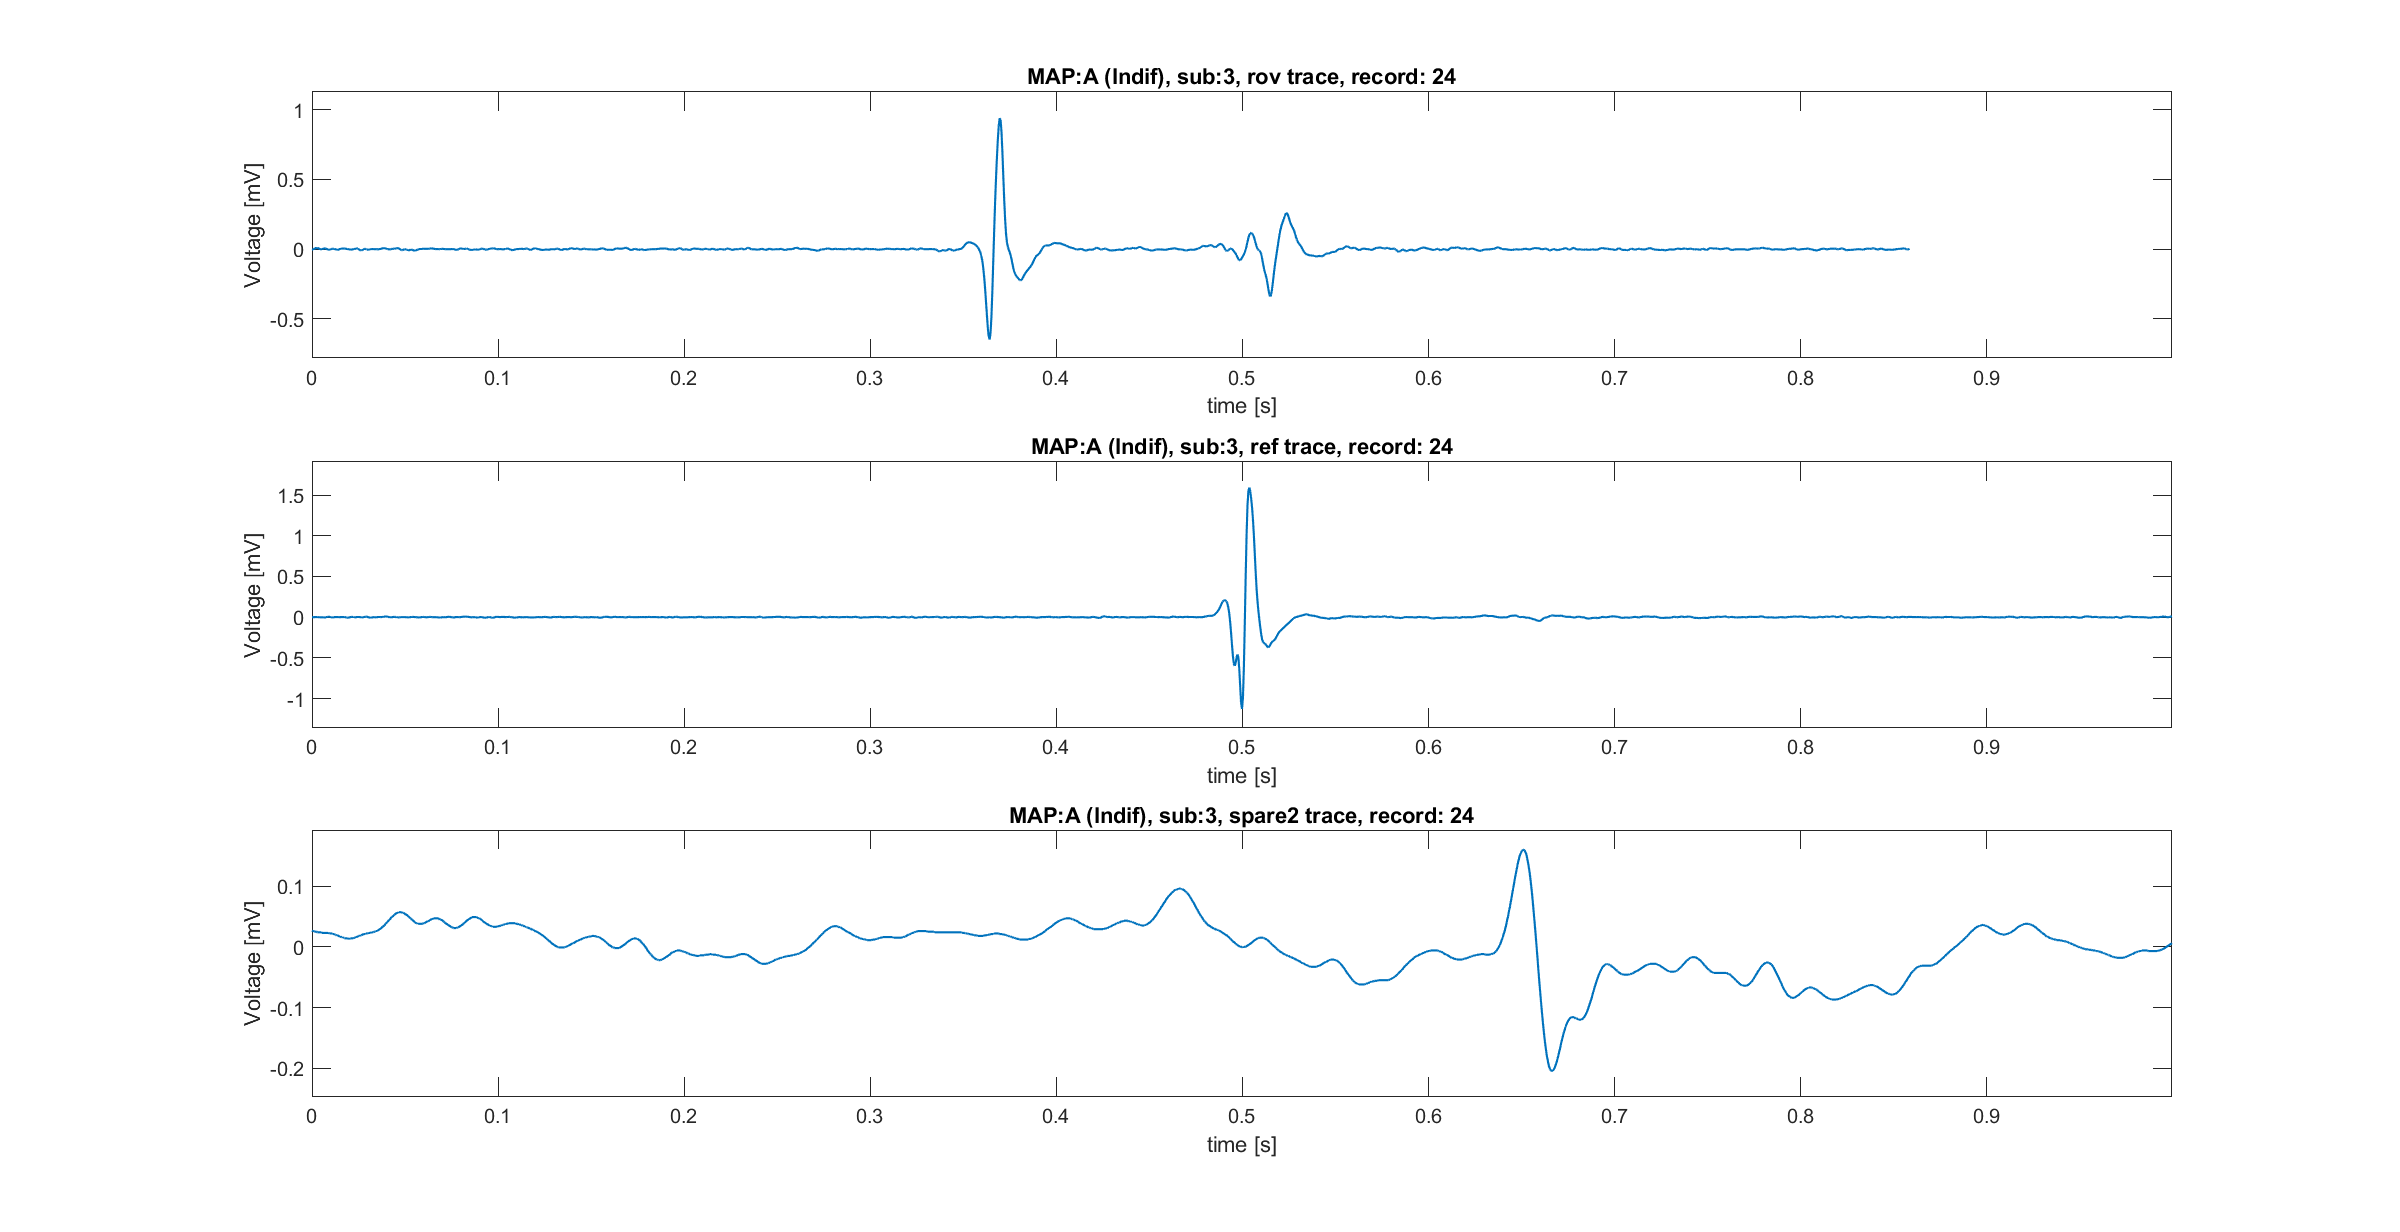 MAP:A (Indif), sub:3, rov trace, record: 24
Voltage [mV]
1
0.5
0
-0.5
0 0.1 0.2 0.3 0.4 0.5 0.6 0.7 0.8 0.9
time [s]
MAP:A (Indif), sub:3, ref trace, record: 24
Voltage [mV]
1.5
1
0.5
0
-0.5
-1
0 0.1 0.2 0.3 0.4 0.5 0.6 0.7 0.8 0.9
time [s]
MAP:A (Indif), sub:3, spare2 trace, record: 24
Voltage [mV]
0.1
0
-0.1
-0.2
0 0.1 0.2 0.3 0.4 0.5 0.6 0.7 0.8 0.9
time [s]